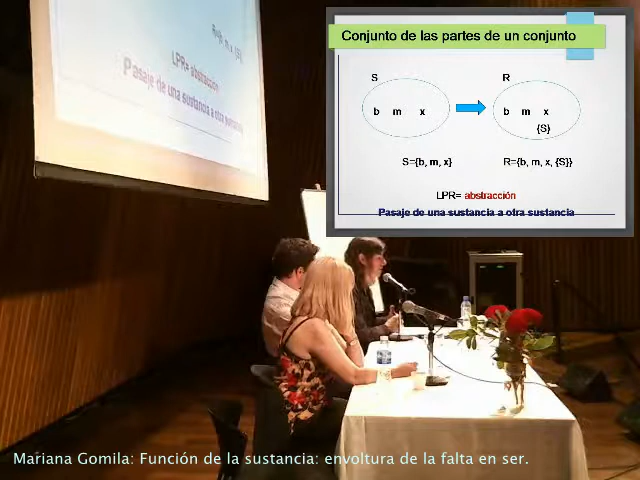 R={b, m, x, {S}}
LPR= abstracción
Pasaje de una sustancia a otra sustancia
Conjunto de las partes de un conjunto
S R
b m x b m x
{S}
S={b, m, x} R={b, m, x, {S}}
LPR= abstracción
Pasaje de una sustancia a otra sustancia
Mariana Gomila: Función de la sustancia: envoltura de la falta en ser.